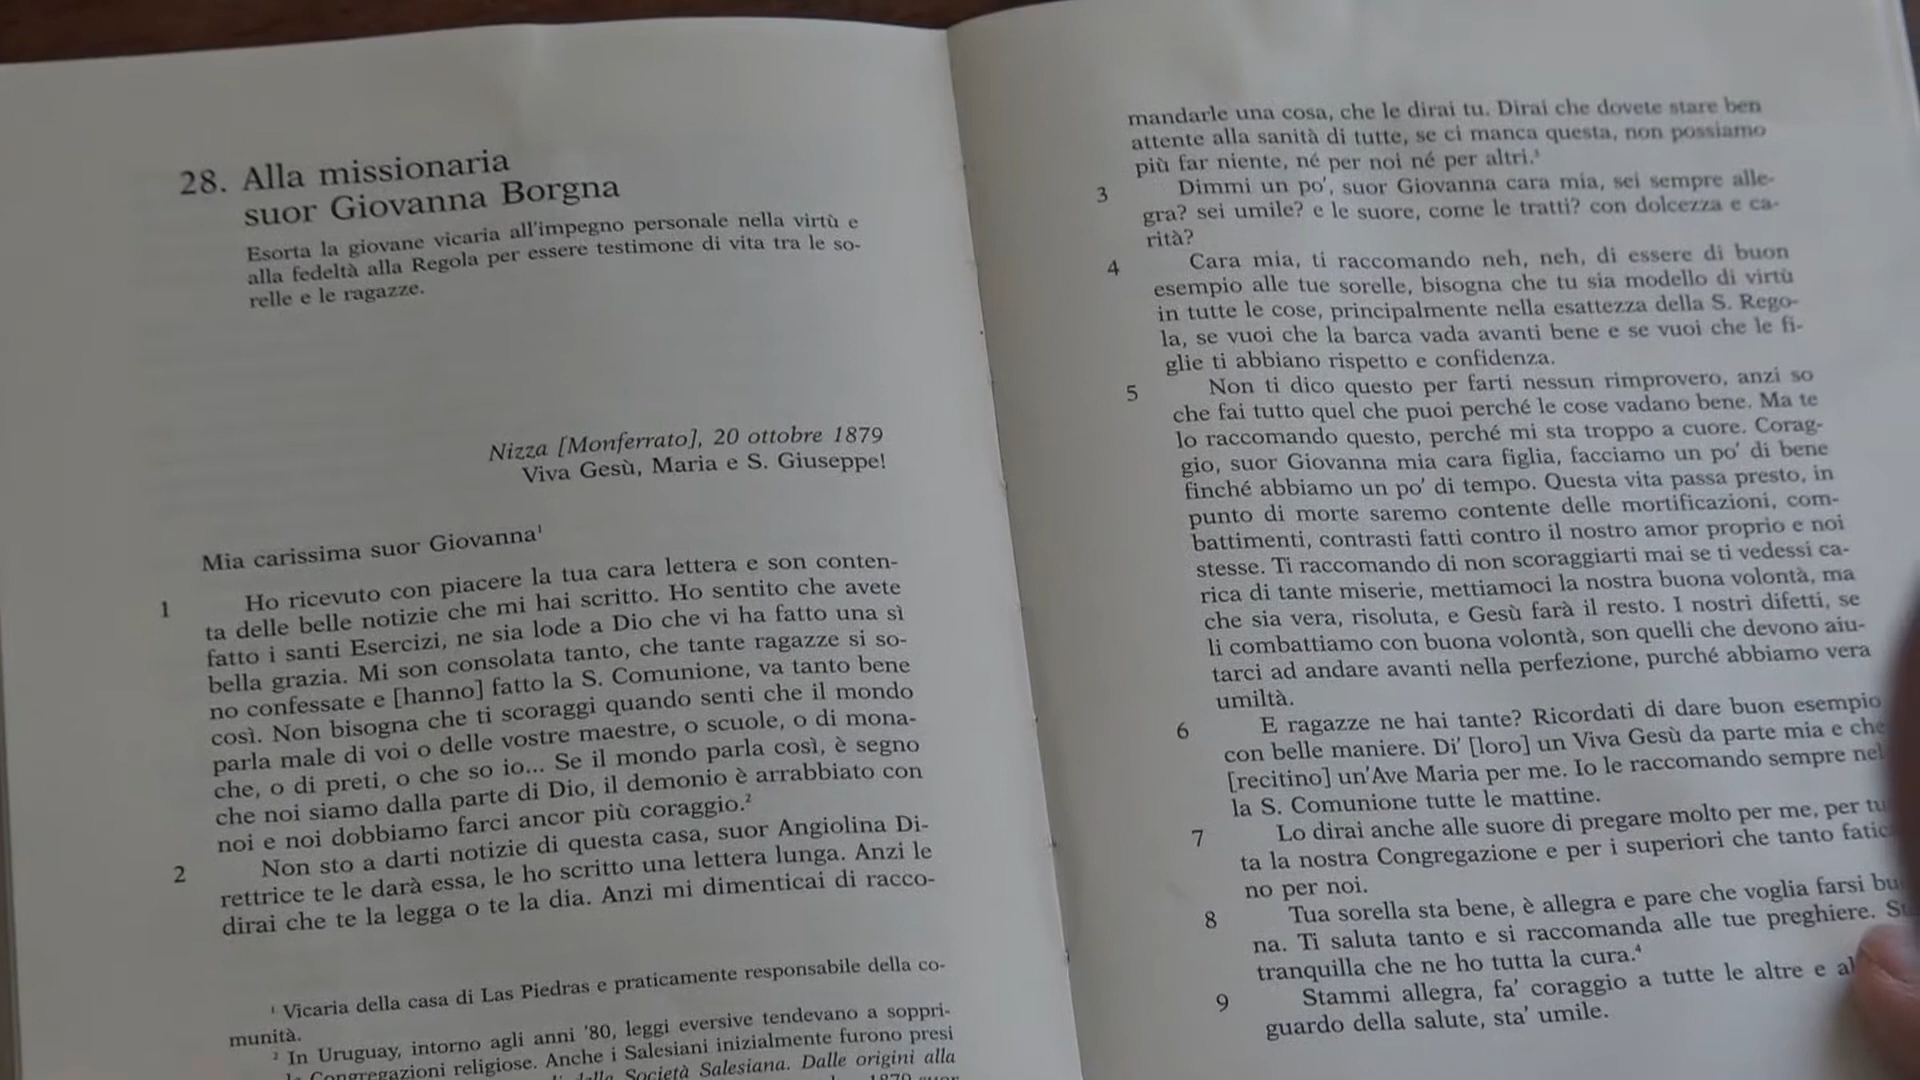 28. Alla missionaria
suor Giovanna Borgna
Esorta la giovane vicaria all'impegno personale nella virtù e
alla fedeltà alla Regola per essere testimone di vita tra le so-
relle e le ragazze.
Nizza [Monferrato], 20 ottobre 1879
Viva Gesù, Maria e S. Giuseppe!
Mia carissima suor Giovanna¹
1 Ho ricevuto con piacere la tua cara lettera e son conten-
ta delle belle notizie che mi hai scritto. Ho sentito che avete
fatto i santi Esercizi, ne sia lode a Dio che vi ha fatto una sì
bella grazia. Mi son consolata tanto, che tante ragazze si so-
no confessate e [hanno] fatto la S. Comunione, va tanto bene
così. Non bisogna che ti scoraggi quando senti che il mondo
parla male di voi o delle vostre maestre, o scuole, o di mona-
che, o di preti, o che so io... Se il mondo parla così, è segno
che noi siamo dalla parte di Dio, il demonio è arrabbiato con
noi e noi dobbiamo farci ancor più coraggio.²
2 Non sto a darti notizie di questa casa, suor Angiolina Di-
rettrice te le darà essa, le ho scritto una lettera lunga. Anzi le
dirai che te la legga o te la dia. Anzi mi dimenticai di racco-
¹ Vicaria della casa di Las Piedras e praticamente responsabile della co-
munità.
² In Uruguay, intorno agli anni '80, leggi eversive tendevano a soppri-
Congregazioni religiose. Anche i Salesiani inizialmente furono presi
Società Salesiana. Dalle origini alla
mandarle una cosa, che le dirai tu. Dirai che dovete stare ben
attente alla sanità di tutte, se ci manca questa, non possiamo
più far niente, né per noi né per altri.³
3 Dimmi un po', suor Giovanna cara mia, sei sempre alle-
gra? sei umile? e le suore, come le tratti? con dolcezza e ca-
rità?
4 Cara mia, ti raccomando neh, neh, di essere di buon
esempio alle tue sorelle, bisogna che tu sia modello di virtù
in tutte le cose, principalmente nella esattezza della S. Rego-
la, se vuoi che la barca vada avanti bene e se vuoi che le fi-
glie ti abbiano rispetto e confidenza.
5 Non ti dico questo per farti nessun rimprovero, anzi so
che fai tutto quel che puoi perché le cose vadano bene. Ma te
lo raccomando questo, perché mi sta troppo a cuore. Corag-
gio, suor Giovanna mia cara figlia, facciamo un po' di bene
finché abbiamo un po' di tempo. Questa vita passa presto, in
punto di morte saremo contente delle mortificazioni, com-
battimenti, contrasti fatti contro il nostro amor proprio e noi
stesse. Ti raccomando di non scoraggiarti mai se ti vedessi ca-
rica di tante miserie, mettiamoci la nostra buona volontà, ma
che sia vera, risoluta, e Gesù farà il resto. I nostri difetti, se
li combattiamo con buona volontà, son quelli che devono aiu-
tarci ad andare avanti nella perfezione, purché abbiamo vera
umiltà.
6 E ragazze ne hai tante? Ricordati di dare buon esempio
con belle maniere. Di' [loro] un Viva Gesù da parte mia e che
[recitino] un'Ave Maria per me. Io le raccomando sempre nel
la S. Comunione tutte le mattine.
7 Lo dirai anche alle suore di pregare molto per me, per tu
ta la nostra Congregazione e per i superiori che tanto fatic
no per noi.
8 Tua sorella sta bene, è allegra e pare che voglia farsi bu
na. Ti saluta tanto e si raccomanda alle tue preghiere. St
tranquilla che ne ho tutta la cura.⁴
9 Stammi allegra, fa' coraggio a tutte le altre e a
guardo della salute, sta' umile.